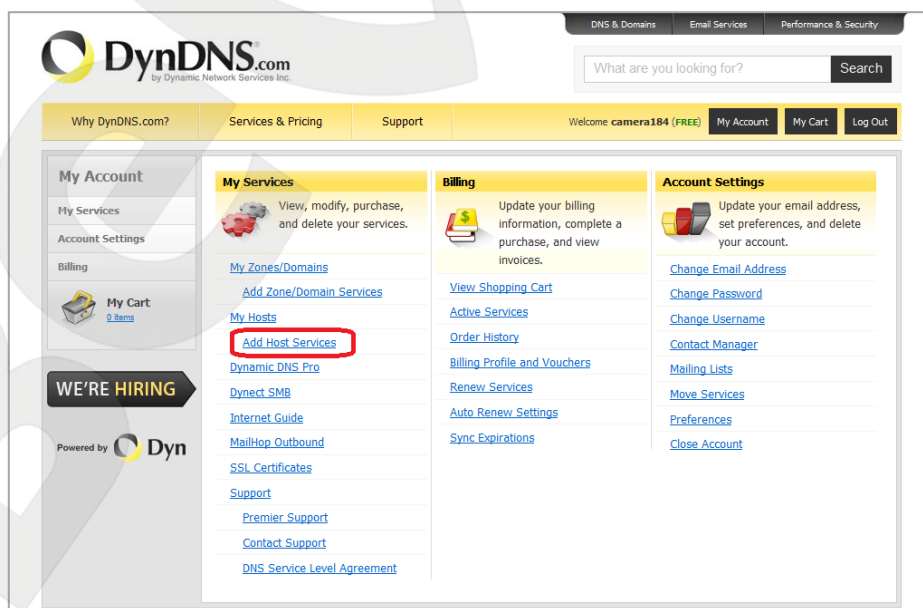 DNS & Domains Email Services Performance & Security
DynDNS.com
by Dynamic Network Services Inc.
What are you looking for? Search
Why DynDNS.com? Services & Pricing Support Welcome camera184 (FREE) My Account My Cart Log Out
My Account
My Services
Account Settings
Billing
My Cart
0 items
WE'RE HIRING
Powered by Dyn
My Services
View, modify, purchase,
and delete your services.
My Zones/Domains
Add Zone/Domain Services
My Hosts
Add Host Services
Dynamic DNS Pro
Dynect SMB
Internet Guide
MailHop Outbound
SSL Certificates
Support
Premier Support
Contact Support
DNS Service Level Agreement
Billing
Update your billing
information, complete a
purchase, and view
invoices.
View Shopping Cart
Active Services
Order History
Billing Profile and Vouchers
Renew Services
Auto Renew Settings
Sync Expirations
Account Settings
Update your email address,
set preferences, and delete
your account.
Change Email Address
Change Password
Change Username
Contact Manager
Mailing Lists
Move Services
Preferences
Close Account